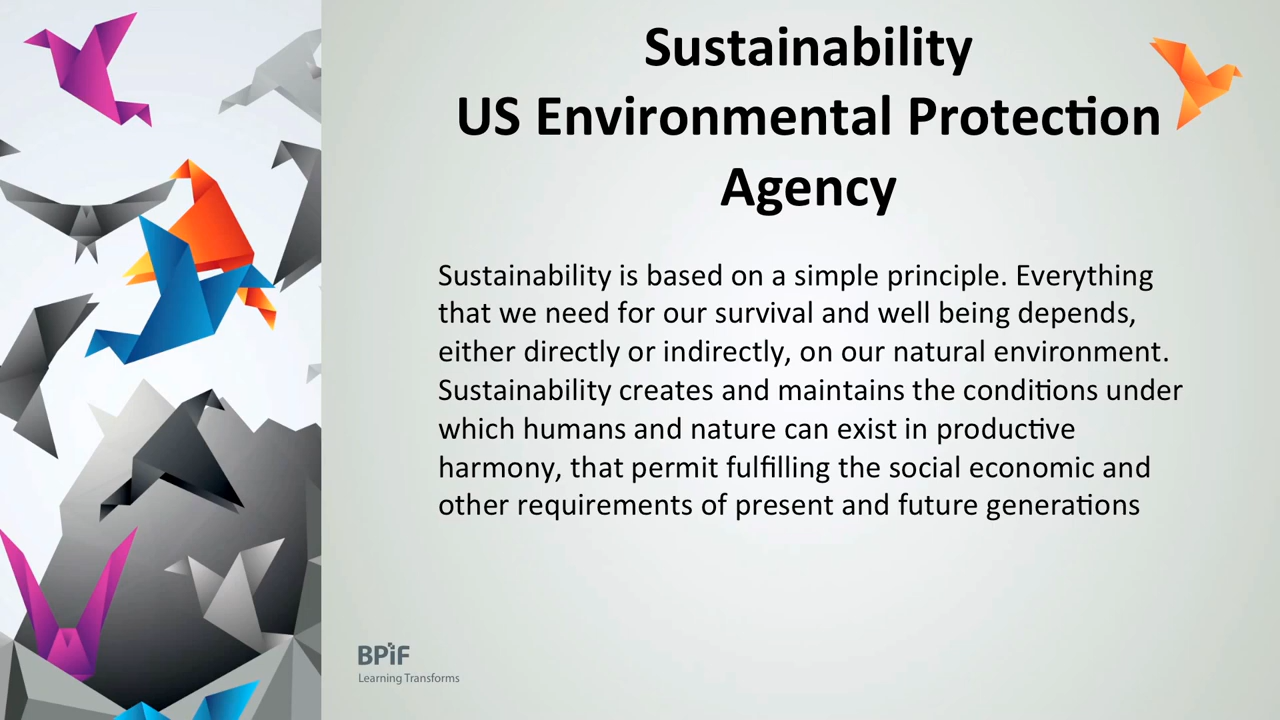 Sustainability
US Environmental Protection
Agency
Sustainability is based on a simple principle. Everything
that we need for our survival and well being depends,
either directly or indirectly, on our natural environment.
Sustainability creates and maintains the conditions under
which humans and nature can exist in productive
harmony, that permit fulfilling the social economic and
other requirements of present and future generations
BPiF
Learning Transforms